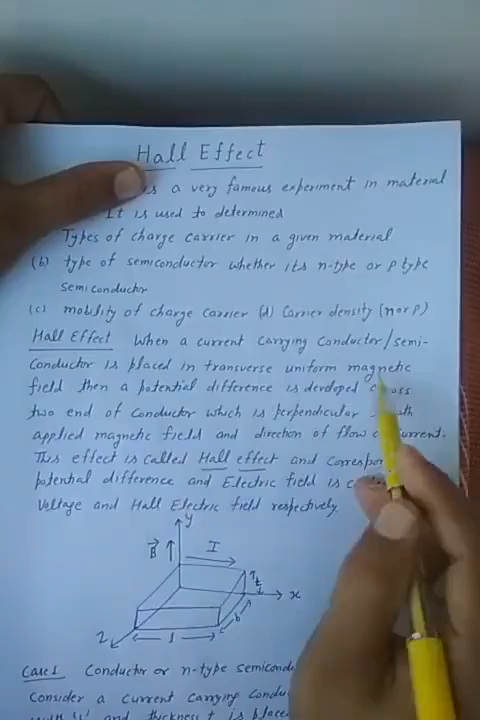 Hall Effect
is a very famous experiment in material
It is used to determined
Types of charge carrier in a given material
(b) type of semiconductor whether its n-type or p type
semiconductor
(c) mobility of charge carrier (d) Carrier density (n or p)
Hall Effect When a current carrying conductor/semi-
conductor is placed in transverse uniform magnetic
field then a potential difference is developed
two end of conductor which is perpendicular
applied magnetic field and direction of flow current.
This effect is called Hall effect and
potential difference and Electric field is
Voltage and Hall Electric field respectively.
y
B I
t
x
b
z l
Case 1 Conductor or n-type
Consider a current carrying
and thickness t is